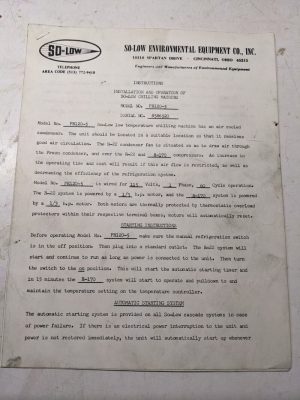 SO-LOW
TELEPHONE
AREA CODE (513) 772-9410
SO-LOW ENVIRONMENTAL EQUIPMENT CO., INC.
10310 SPARTAN DRIVE • CINCINNATI, OHIO 45215
Engineers and Manufacturers of Environmental Equipment
INSTRUCTIONS
INSTALLATION AND OPERATION OF
SO-LOW CHILLING MACHINE
MODEL NO. PH120-5
SERIAL NO.
Model No. PH120-5 So-Low low temperature chilling machine has an air cooled
condenser. The unit should be located in a suitable location so that it receives
good air circulation. The R-22 condenser fan is situated so as to draw air through
the Freon condenser, and over the R-22 and R-170 compressors. An increase in
the operating time and cost will result if this air flow is restricted, as well as
decreasing the efficiency of the refrigeration system.
Model No. PH120-5 is wired for 115 Volts, 1 Phase, 60 Cycle operation.
The R-22 system is powered by a 1/3 h.p. motor, and the R-170 system is powered
by a 1/3 h.p. motor. Both motors are thermally protected by thermostatic overload
protectors within their respective terminal boxes, motors will automatically reset.
STARTING INSTRUCTIONS
Before operating Model No. PH120-5 make sure the manual refrigeration switch
is in the off position. Then plug into a standard outlet. The R-22 system will
start and continue to run as long as power is connected to the unit. Then turn
the switch to the on position. This will start the automatic starting timer and
in 15 minutes the R-170 system will start to operate and pulldown to and
maintain the temperature setting on the temperature controller.
AUTOMATIC STARTING SYSTEM
The automatic starting system is provided on all So-Low cascade systems in case
of power failure. If there is an electrical power interruption to the unit and
power is not restored immediately, the unit will automatically start up whenever